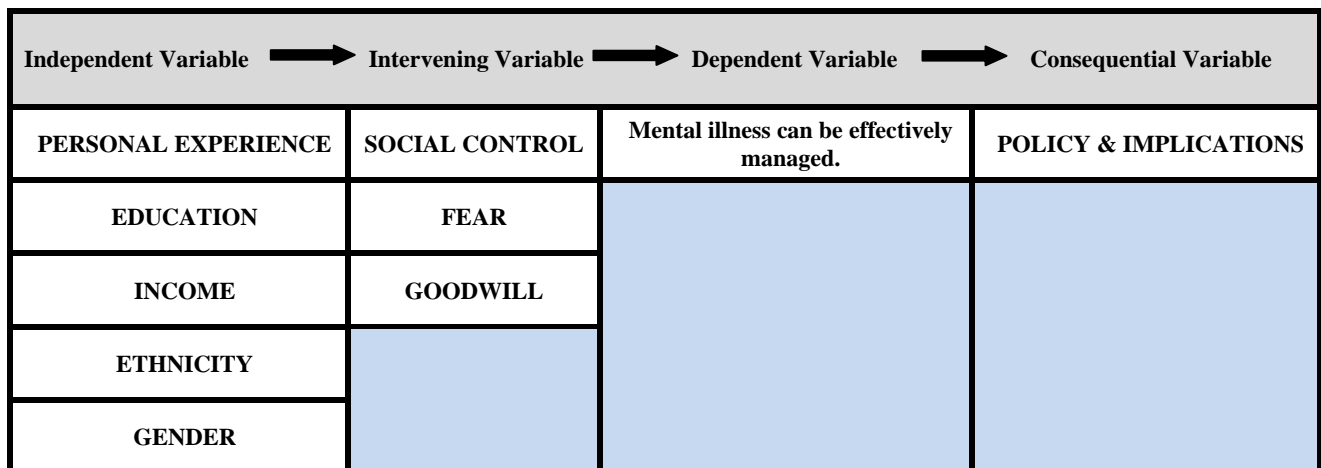 Independent Variable Intervening Variable Dependent Variable Consequential Variable
PERSONAL EXPERIENCE SOCIAL CONTROL Mental illness can be effectively managed. POLICY & IMPLICATIONS
EDUCATION FEAR
INCOME GOODWILL
ETHNICITY
GENDER